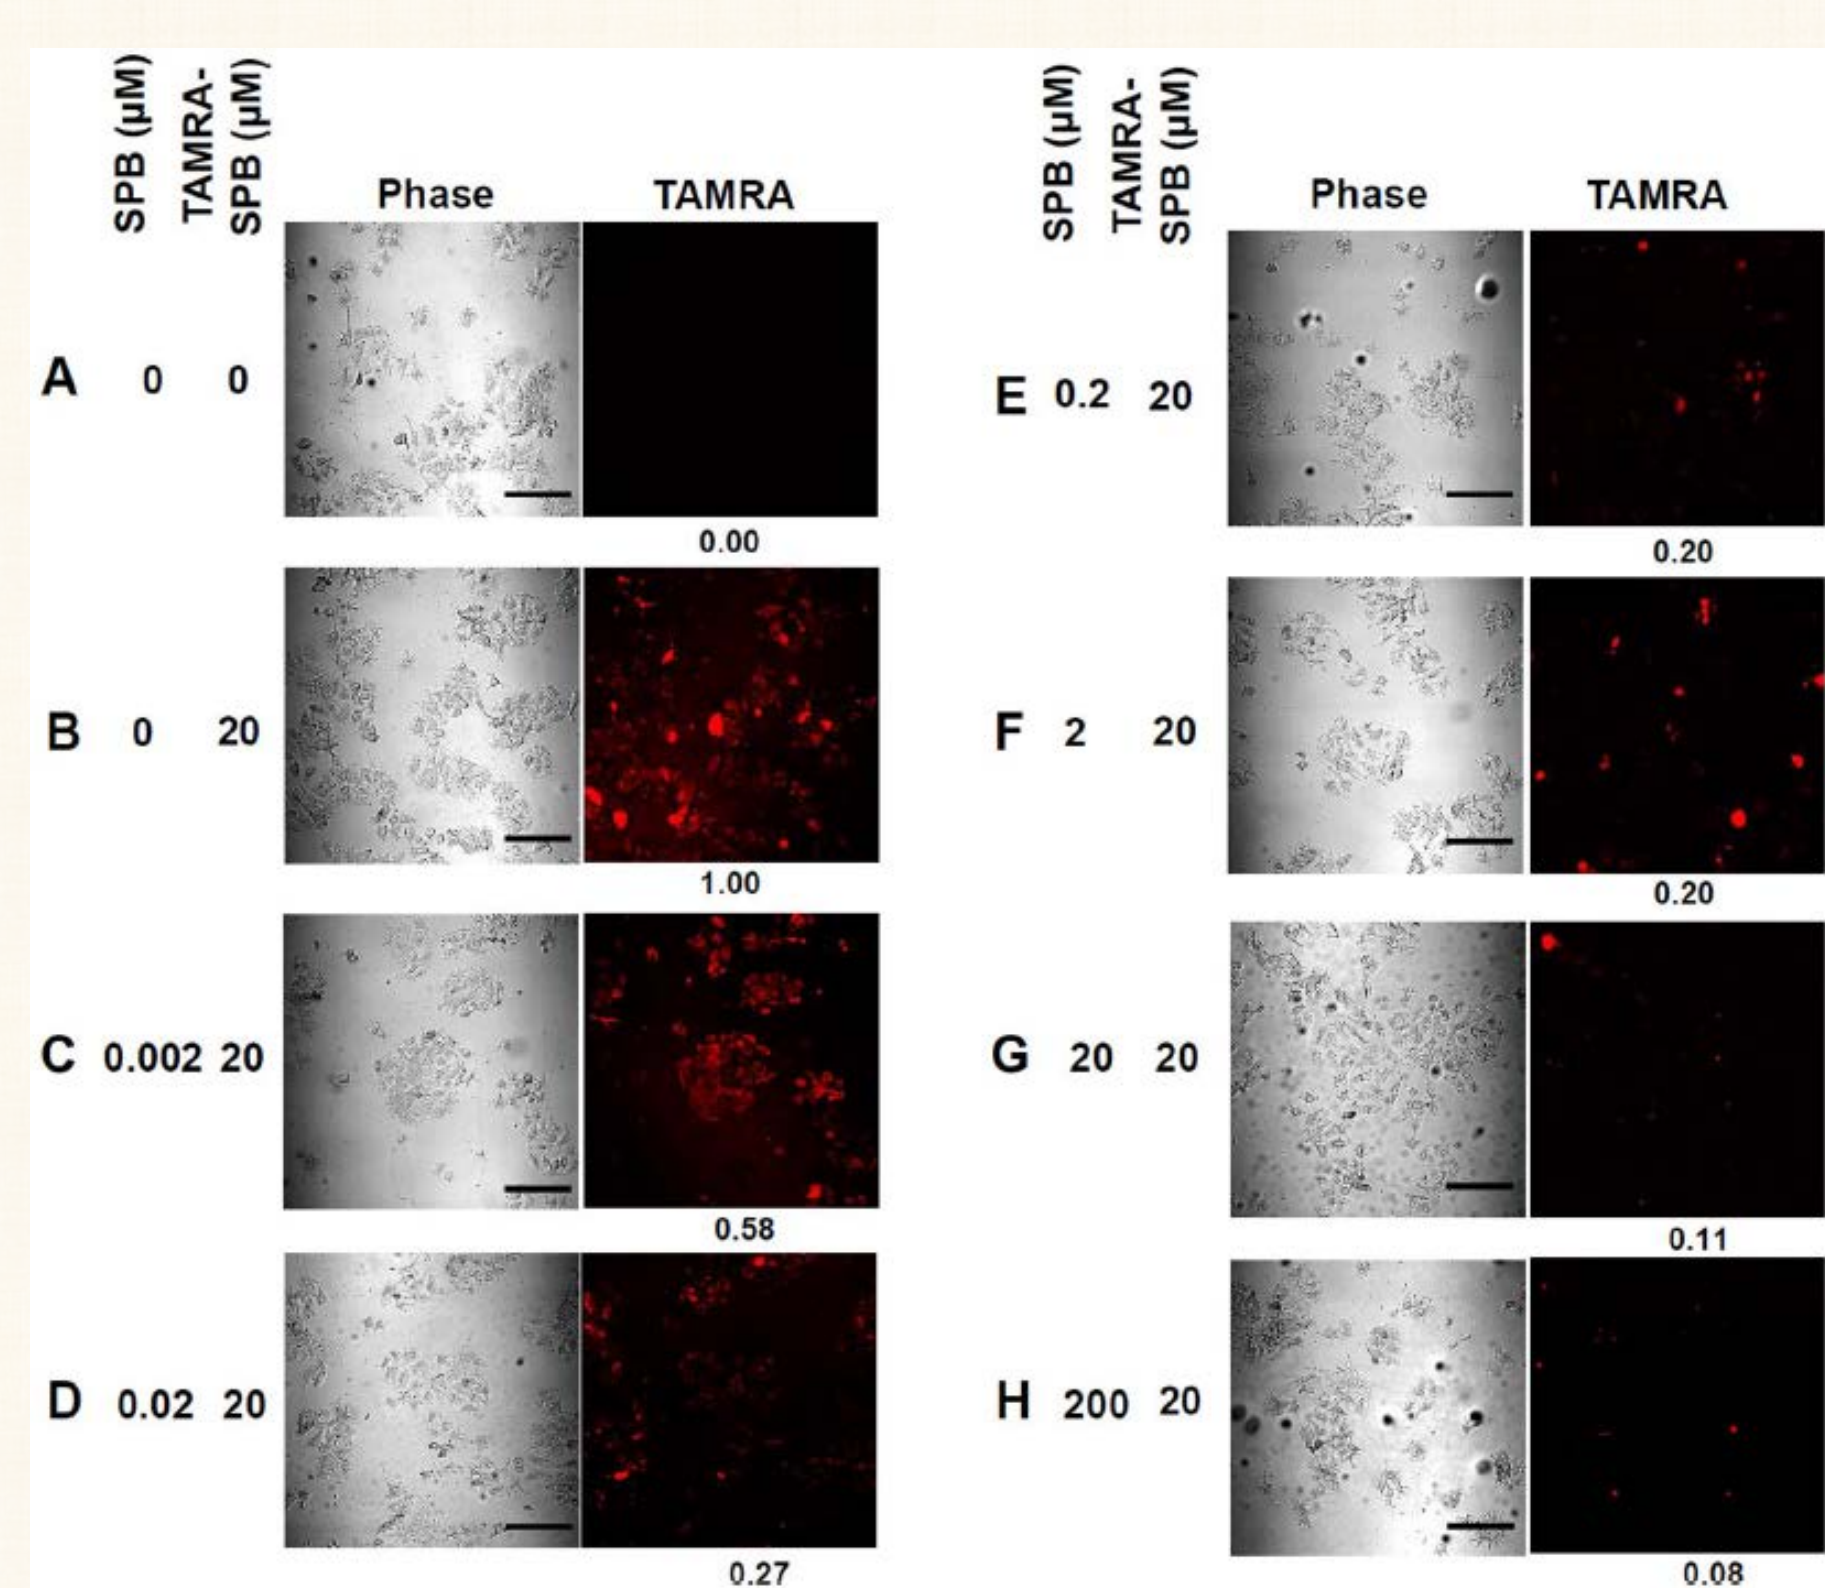 SPB (µM)
TAMRA-
SPB (µM)
Phase
TAMRA
A 0 0
0.00
B 0 20
1.00
C 0.002 20
0.58
D 0.02 20
0.27
SPB (µM)
TAMRA-
SPB (µM)
Phase
TAMRA
E 0.2 20
0.20
F 2 20
0.20
G 20 20
0.11
H 200 20
0.08